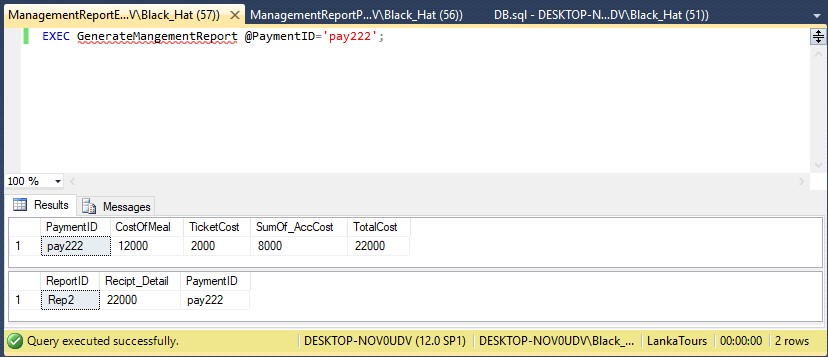 ManagementReportE...V\Black_Hat (57)) ManagementReportP...V\Black_Hat (56)) DB.sql - DESKTOP-N...DV\Black_Hat (51))
EXEC GenerateMangementReport @PaymentID='pay222';
100 %
Results Messages
PaymentID CostOfMeal TicketCost SumOf_AccCost TotalCost
1 pay222 12000 2000 8000 22000
ReportID Recipt_Detail PaymentID
1 Rep2 22000 pay222
Query executed successfully. DESKTOP-NOV0UDV (12.0 SP1) DESKTOP-NOV0UDV\Black_... LankaTours 00:00:00 2 rows